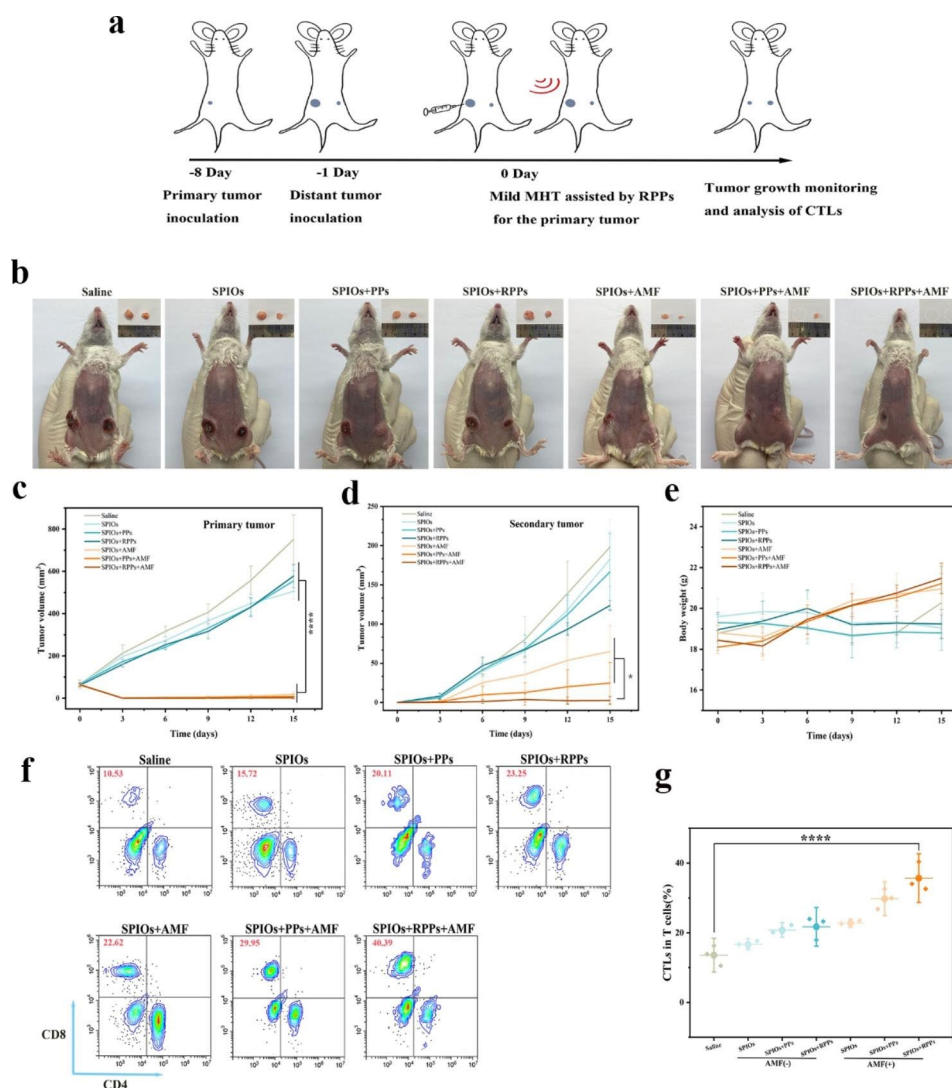 a
-8 Day
Primary tumor
inoculation
-1 Day
Distant tumor
inoculation
0 Day
Mild MHT assisted by RPPs
for the primary tumor
Tumor growth monitoring
and analysis of CTLs
b
Saline SPIOs SPIOs+PPs SPIOs+RPPs SPIOs+AMF SPIOs+PPs+AMF SPIOs+RPPs+AMF
c
Primary tumor
Saline
SPIOs
SPIOs+PPs
SPIOs+RPPs
SPIOs+AMF
SPIOs+PPs+AMF
SPIOs+RPPs+AMF
****
Tumor volume (mm³)
800
600
400
200
0
0 3 6 9 12 15
Time (days)
d
Secondary tumor
Saline
SPIOs
SPIOs+PPs
SPIOs+RPPs
SPIOs+AMF
SPIOs+PPs+AMF
SPIOs+RPPs+AMF
*
Tumor volume (mm³)
250
200
150
100
50
0
0 3 6 9 12 15
Time (days)
e
Saline
SPIOs
SPIOs+PPs
SPIOs+RPPs
SPIOs+AMF
SPIOs+PPs+AMF
SPIOs+RPPs+AMF
Body weight (g)
24
22
20
18
16
0 3 6 9 12 15
Time (days)
f
Saline SPIOs SPIOs+PPs SPIOs+RPPs
10.53 15.72 20.11 23.25
SPIOs+AMF SPIOs+PPs+AMF SPIOs+RPPs+AMF
22.62 29.95 40.39
CD8
CD4
g
****
CTLs in T cells(%)
40
20
0
Saline SPIOs SPIOs+PPs SPIOs+RPPs SPIOs SPIOs+PPs SPIOs+RPPs
AMF(-) AMF(+)